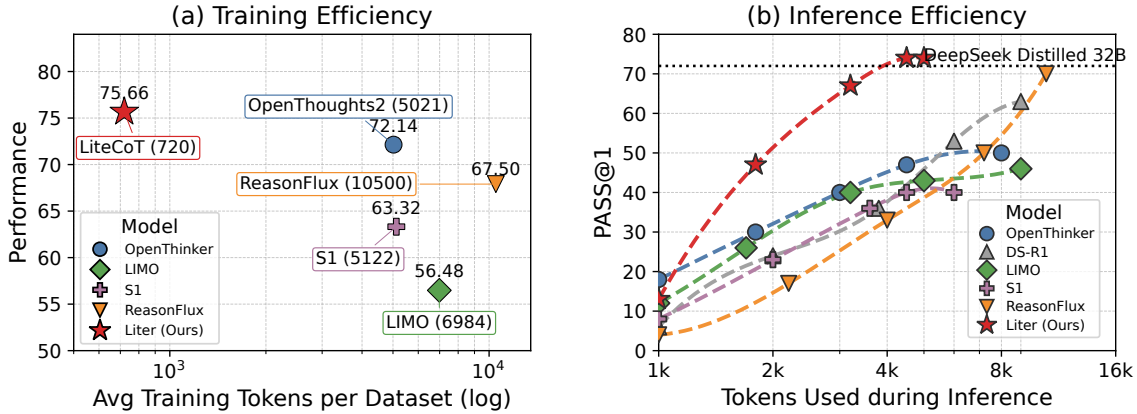 (a) Training Efficiency
Performance
80
75
70
65
60
55
50
75.66
LiteCoT (720)
OpenThoughts2 (5021)
72.14
67.50
ReasonFlux (10500)
63.32
S1 (5122)
56.48
LIMO (6984)
Model
OpenThinker
LIMO
S1
ReasonFlux
Liter (Ours)
10³
10⁴
Avg Training Tokens per Dataset (log)
(b) Inference Efficiency
PASS@1
80
70
60
50
40
30
20
10
0
DeepSeek Distilled 32B
Model
OpenThinker
DS-R1
LIMO
S1
ReasonFlux
Liter (Ours)
1k
2k
4k
8k
16k
Tokens Used during Inference